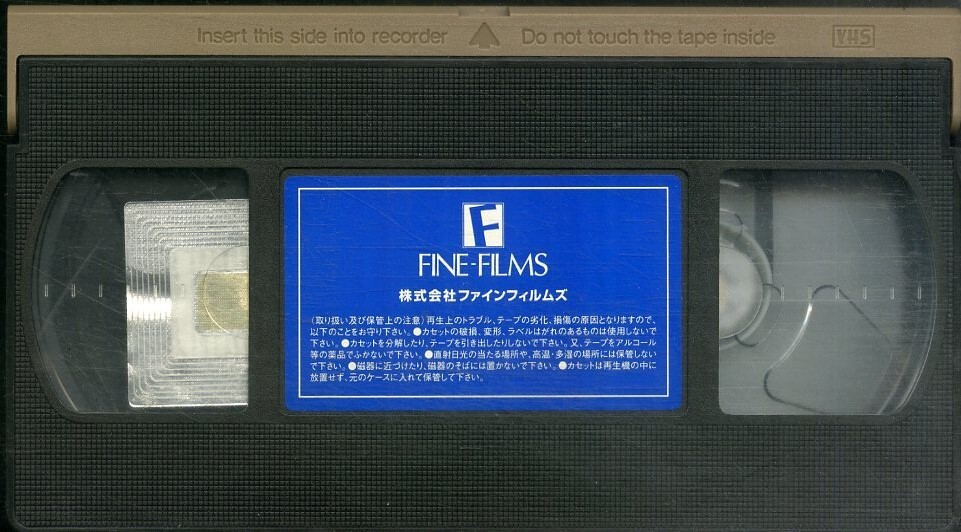 Insert this side into recorder Do not touch the tape inside VHS
F
FINE-FILMS
株式会社ファインフィルムズ
(取り扱い及び保管上の注意)再生上のトラブル、テープの劣化、損傷の原因となりますので、
以下のことをお守り下さい。●カセットの破損、変形、ラベルはがれのあるものは使用しないで
下さい。●カセットを分解したり、テープを引き出したりしないで下さい。又、テープをアルコール
等の薬品でふかないで下さい。●直射日光の当たる場所や、高温・多湿の場所には保管しない
で下さい。●磁器に近づけたり、磁器のそばには置かないで下さい。●カセットは再生機の中に
放置せず、元のケースに入れて保管して下さい。